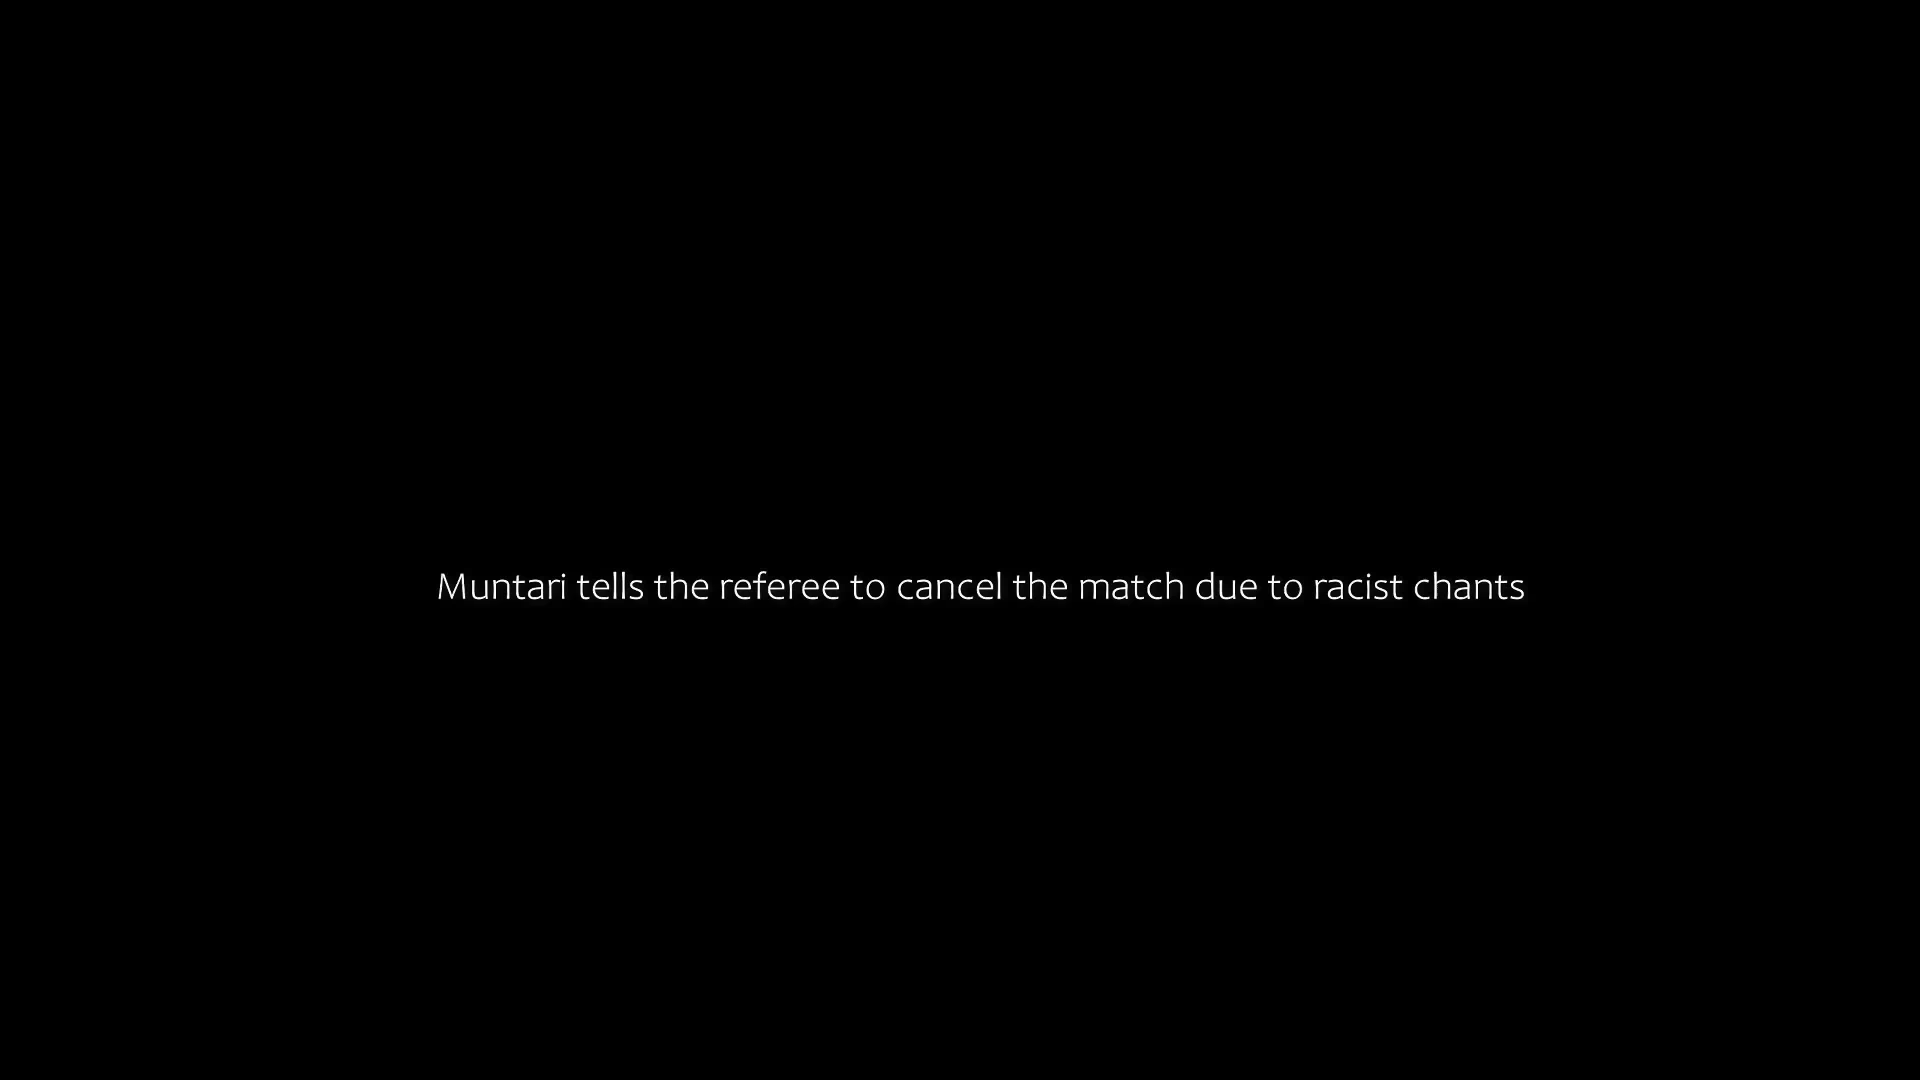 Muntari tells the referee to cancel the match due to racist chants